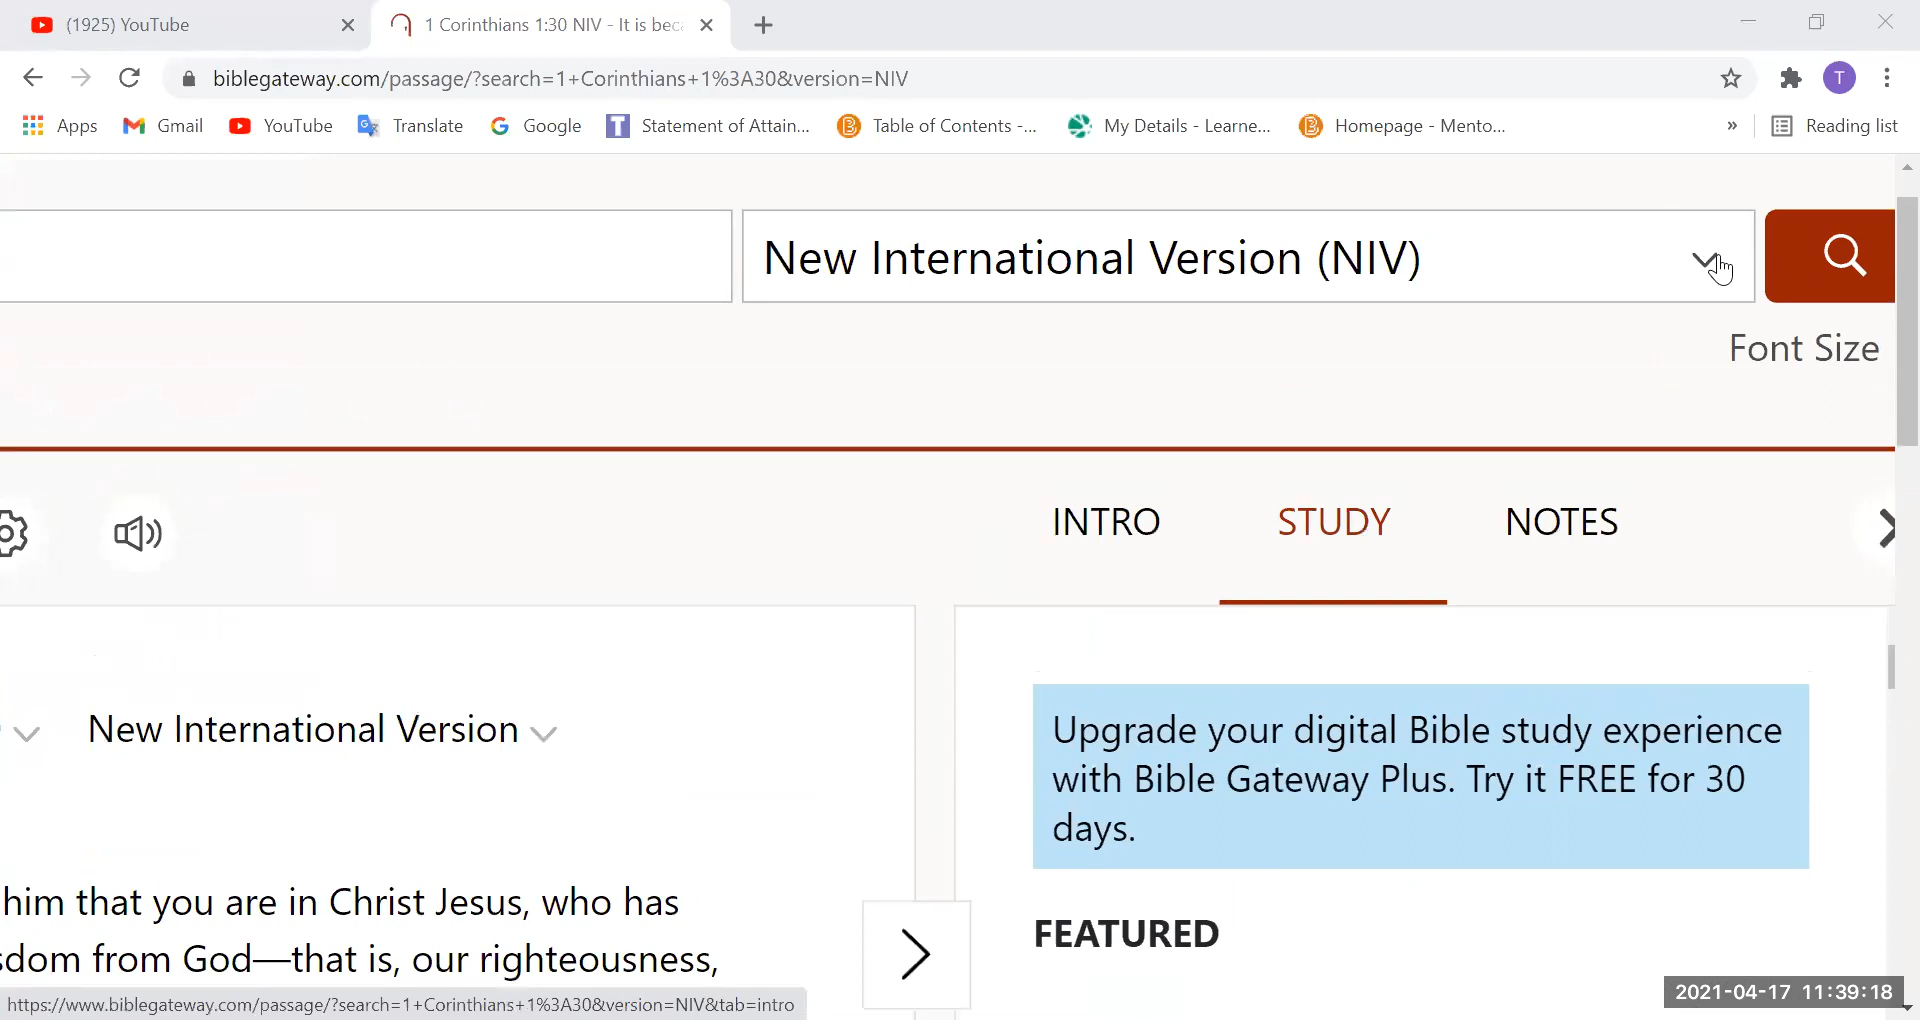 (1925) YouTube
1 Corinthians 1:30 NIV - It is beca
biblegateway.com/passage/?search=1+Corinthians+1%3A30&version=NIV
T
Apps Gmail YouTube Translate Google Statement of Attain... Table of Contents -... My Details - Learne... Homepage - Mento... » Reading list
New International Version (NIV)
Font Size
INTRO STUDY NOTES
New International Version
Upgrade your digital Bible study experience
with Bible Gateway Plus. Try it FREE for 30
days.
him that you are in Christ Jesus, who has
sdom from God—that is, our righteousness,
FEATURED
https://www.biblegateway.com/passage/?search=1+Corinthians+1%3A30&version=NIV&tab=intro
2021-04-17 11:39:18